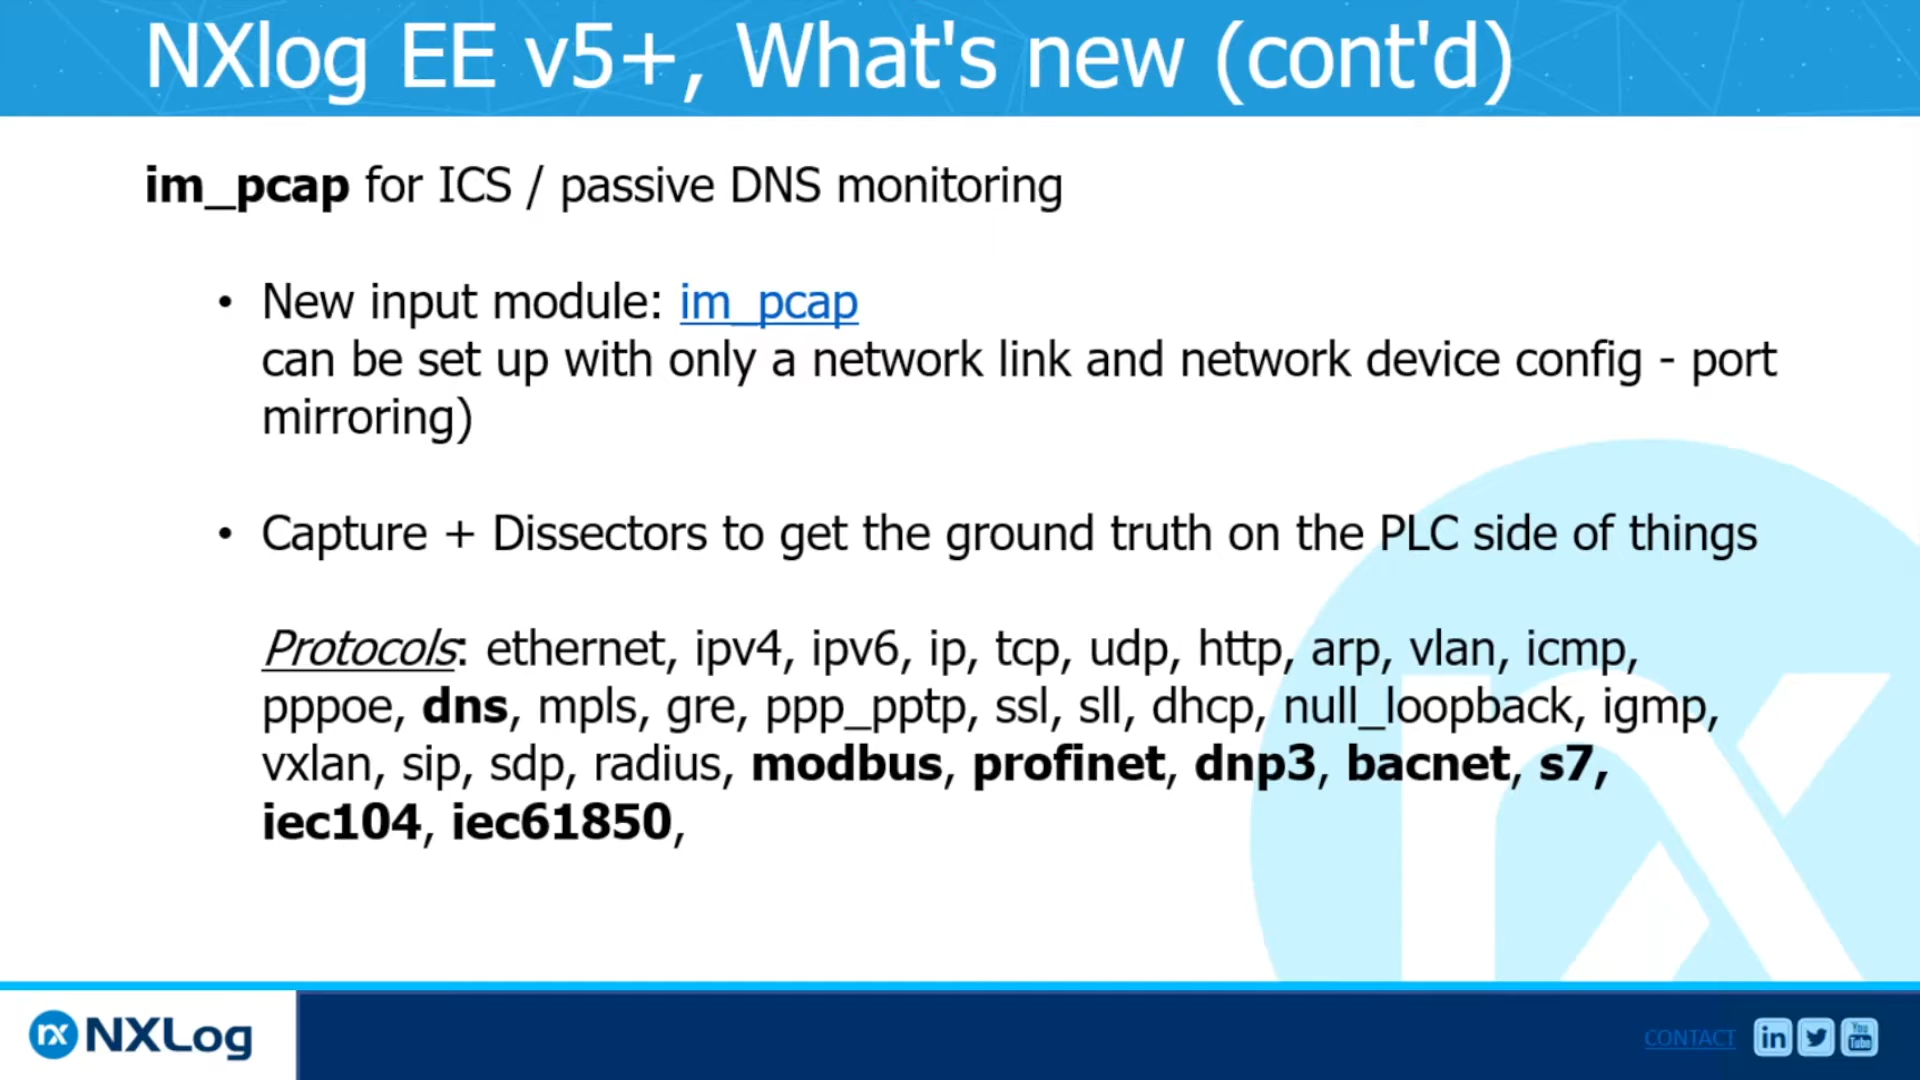 NXlog EE v5+, What's new (cont'd)
im_pcap for ICS / passive DNS monitoring
• New input module: im_pcap
can be set up with only a network link and network device config - port
mirroring)
• Capture + Dissectors to get the ground truth on the PLC side of things
Protocols: ethernet, ipv4, ipv6, ip, tcp, udp, http, arp, vlan, icmp,
pppoe, dns, mpls, gre, ppp_pptp, ssl, sll, dhcp, null_loopback, igmp,
vxlan, sip, sdp, radius, modbus, profinet, dnp3, bacnet, s7,
iec104, iec61850,
NXLog
CONTACT
in
You
Tube